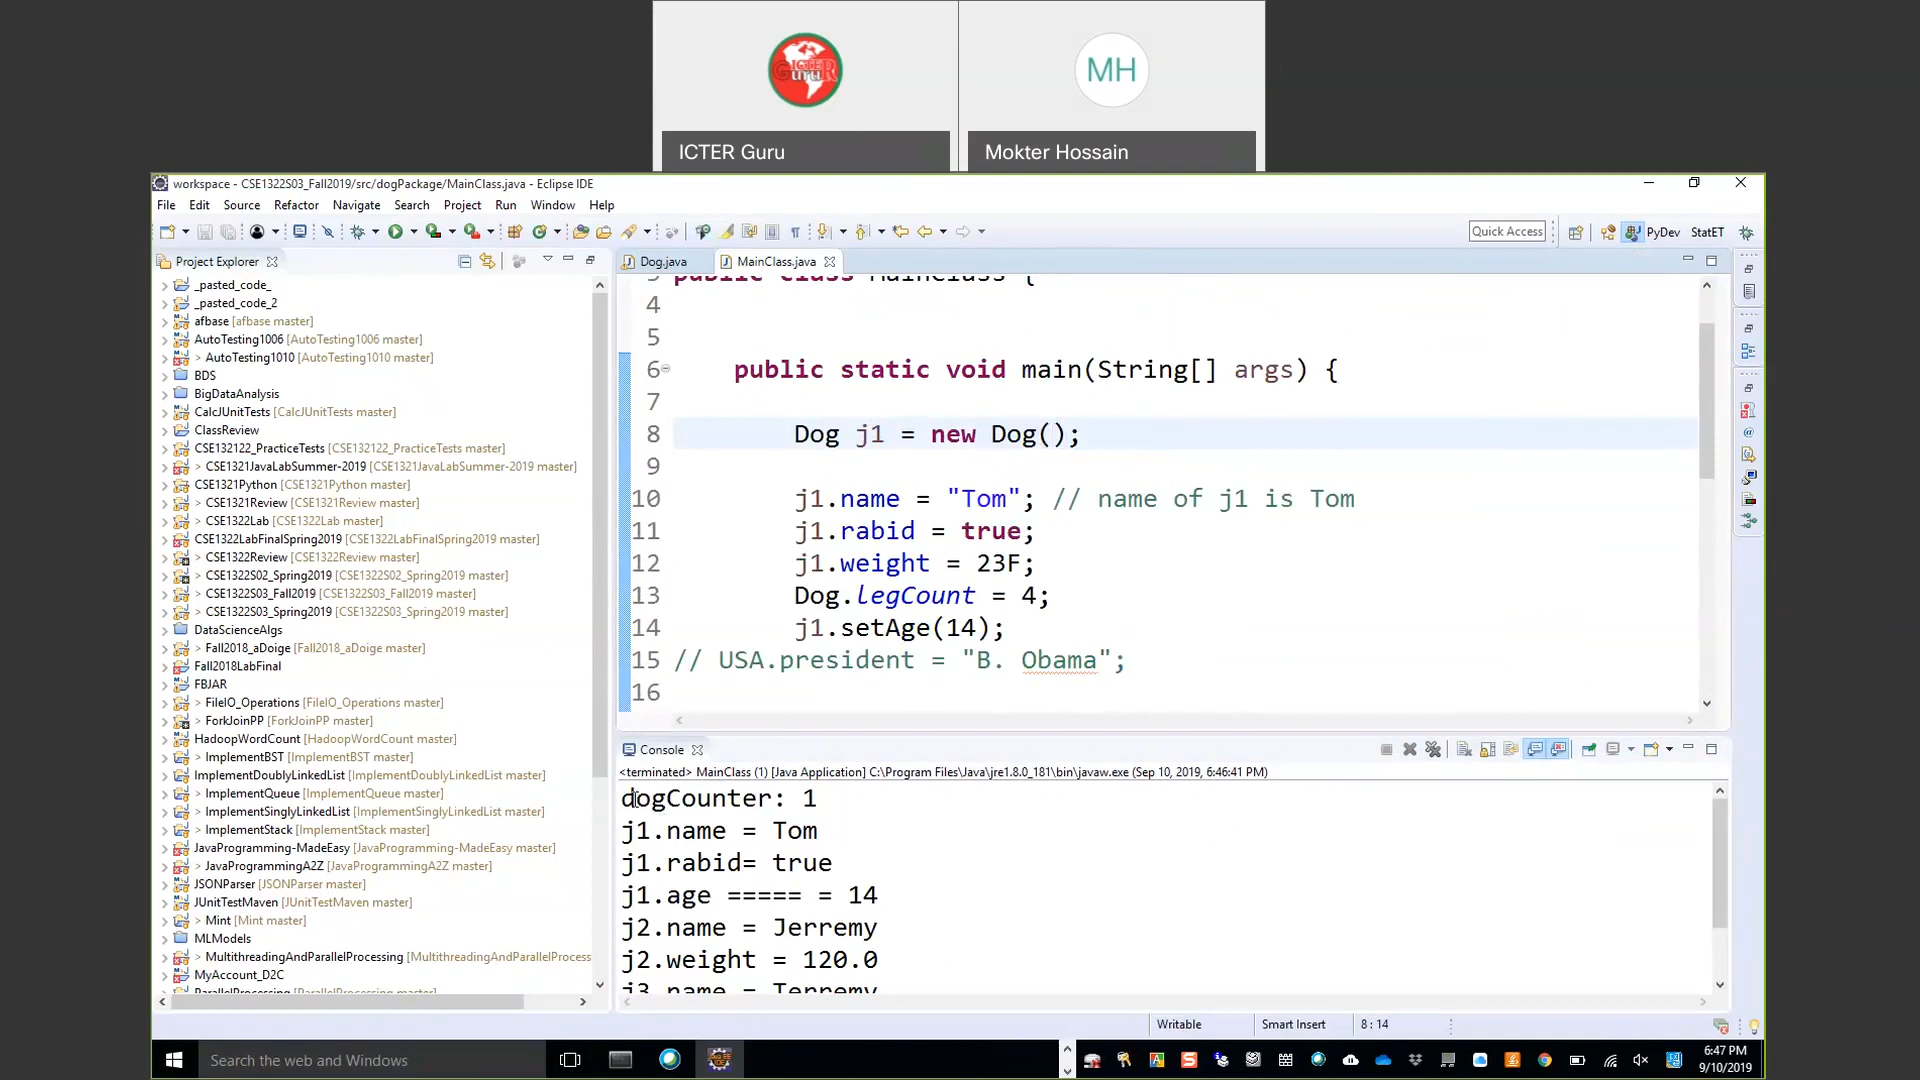 GuRu
ICTER
MH
ICTER Guru
Mokter Hossain
workspace - CSE1322S03_Fall2019/src/dogPackage/MainClass.java - Eclipse IDE
File Edit Source Refactor Navigate Search Project Run Window Help
Quick Access
PyDev
StatET
Project Explorer
Dog.java
MainClass.java
_pasted_code_
_pasted_code_2
afbase [afbase master]
AutoTesting1006 [AutoTesting1006 master]
> AutoTesting1010 [AutoTesting1010 master]
BDS
BigDataAnalysis
CalcJUnitTests [CalcJUnitTests master]
ClassReview
CSE132122_PracticeTests [CSE132122_PracticeTests master]
> CSE1321JavaLabSummer-2019 [CSE1321JavaLabSummer-2019 master]
CSE1321Python [CSE1321Python master]
> CSE1321Review [CSE1321Review master]
> CSE1322Lab [CSE1322Lab master]
CSE1322LabFinalSpring2019 [CSE1322LabFinalSpring2019 master]
> CSE1322Review [CSE1322Review master]
> CSE1322S02_Spring2019 [CSE1322S02_Spring2019 master]
> CSE1322S03_Fall2019 [CSE1322S03_Fall2019 master]
> CSE1322S03_Spring2019 [CSE1322S03_Spring2019 master]
DataScienceAlgs
> Fall2018_aDoige [Fall2018_aDoige master]
Fall2018LabFinal
FBJAR
> FileIO_Operations [FileIO_Operations master]
> ForkJoinPP [ForkJoinPP master]
HadoopWordCount [HadoopWordCount master]
> ImplementBST [ImplementBST master]
ImplementDoublyLinkedList [ImplementDoublyLinkedList master]
> ImplementQueue [ImplementQueue master]
> ImplementSinglyLinkedList [ImplementSinglyLinkedList master]
> ImplementStack [ImplementStack master]
JavaProgramming-MadeEasy [JavaProgramming-MadeEasy master]
> JavaProgrammingA2Z [JavaProgrammingA2Z master]
JSONParser [JSONParser master]
JUnitTestMaven [JUnitTestMaven master]
> Mint [Mint master]
MLModels
> MultithreadingAndParallelProcessing [MultithreadingAndParallelProcess
MyAccount_D2C
ParallelProcessing [ParallelProcessing master]
3 public class MainClass {
4
5
6 public static void main(String[] args) {
7
8 Dog j1 = new Dog();
9
10 j1.name = "Tom"; // name of j1 is Tom
11 j1.rabid = true;
12 j1.weight = 23F;
13 Dog.legCount = 4;
14 j1.setAge(14);
15 // USA.president = "B. Obama";
16
Console
<terminated> MainClass (1) [Java Application] C:\Program Files\Java\jre1.8.0_181\bin\javaw.exe (Sep 10, 2019, 6:46:41 PM)
dogCounter: 1
j1.name = Tom
j1.rabid= true
j1.age ===== = 14
j2.name = Jerremy
j2.weight = 120.0
j3.name = Jerremy
Writable
Smart Insert
8 : 14
Search the web and Windows
6:47 PM
9/10/2019